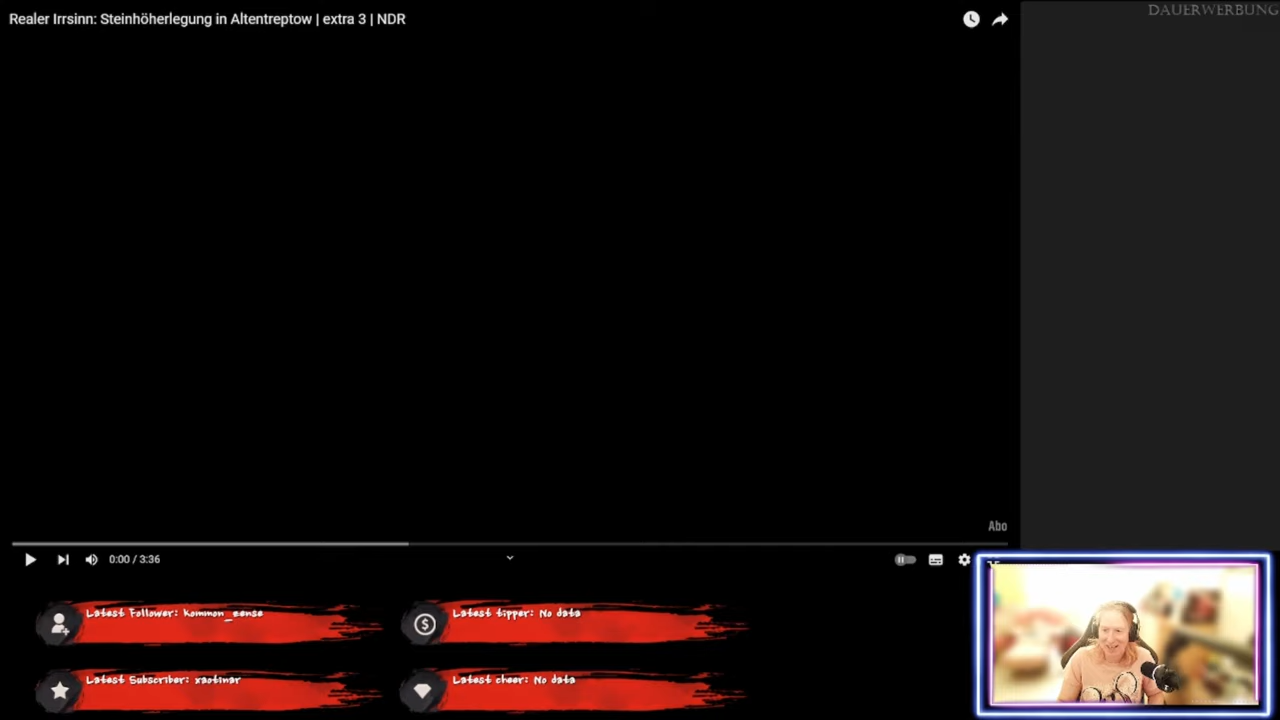 Realer Irrsinn: Steinhöherlegung in Altentreptow | extra 3 | NDR
DAUERWERBUNG
Abo
0:00 / 3:36
Latest Follower: Kommon_sense
Latest tipper: No data
Latest Subscriber: xaotinar
Latest cheer: No data